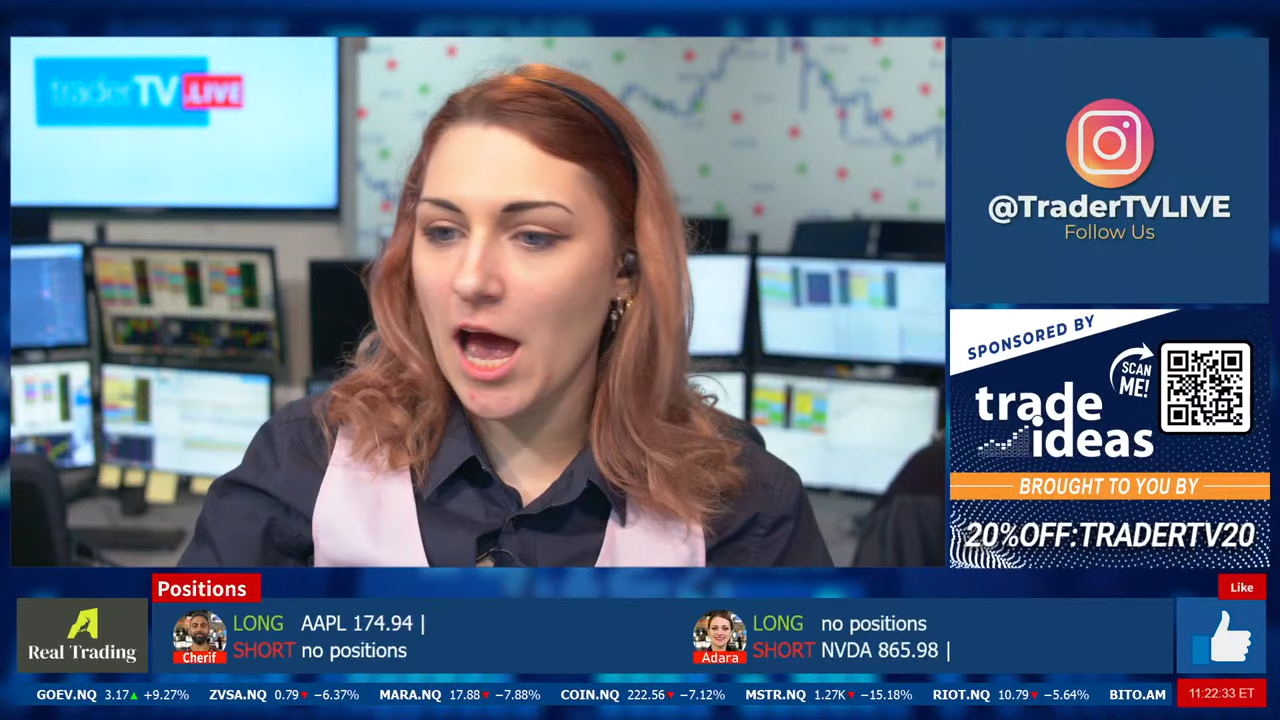 traderTV.LIVE
@TraderTVLIVE
Follow Us
SPONSORED BY
SCAN ME!
trade ideas
BROUGHT TO YOU BY
20%OFF:TRADERTV20
Positions
Like
Real Trading
Cherif
LONG AAPL 174.94 |
SHORT no positions
Adara
LONG no positions
SHORT NVDA 865.98 |
GOEV.NQ 3.17▲ +9.27% ZVSA.NQ 0.79▼ −6.37% MARA.NQ 17.88▼ −7.88% COIN.NQ 222.56▼ −7.12% MSTR.NQ 1.27K▼ −15.18% RIOT.NQ 10.79▼ −5.64% BITO.AM
11:22:33 ET